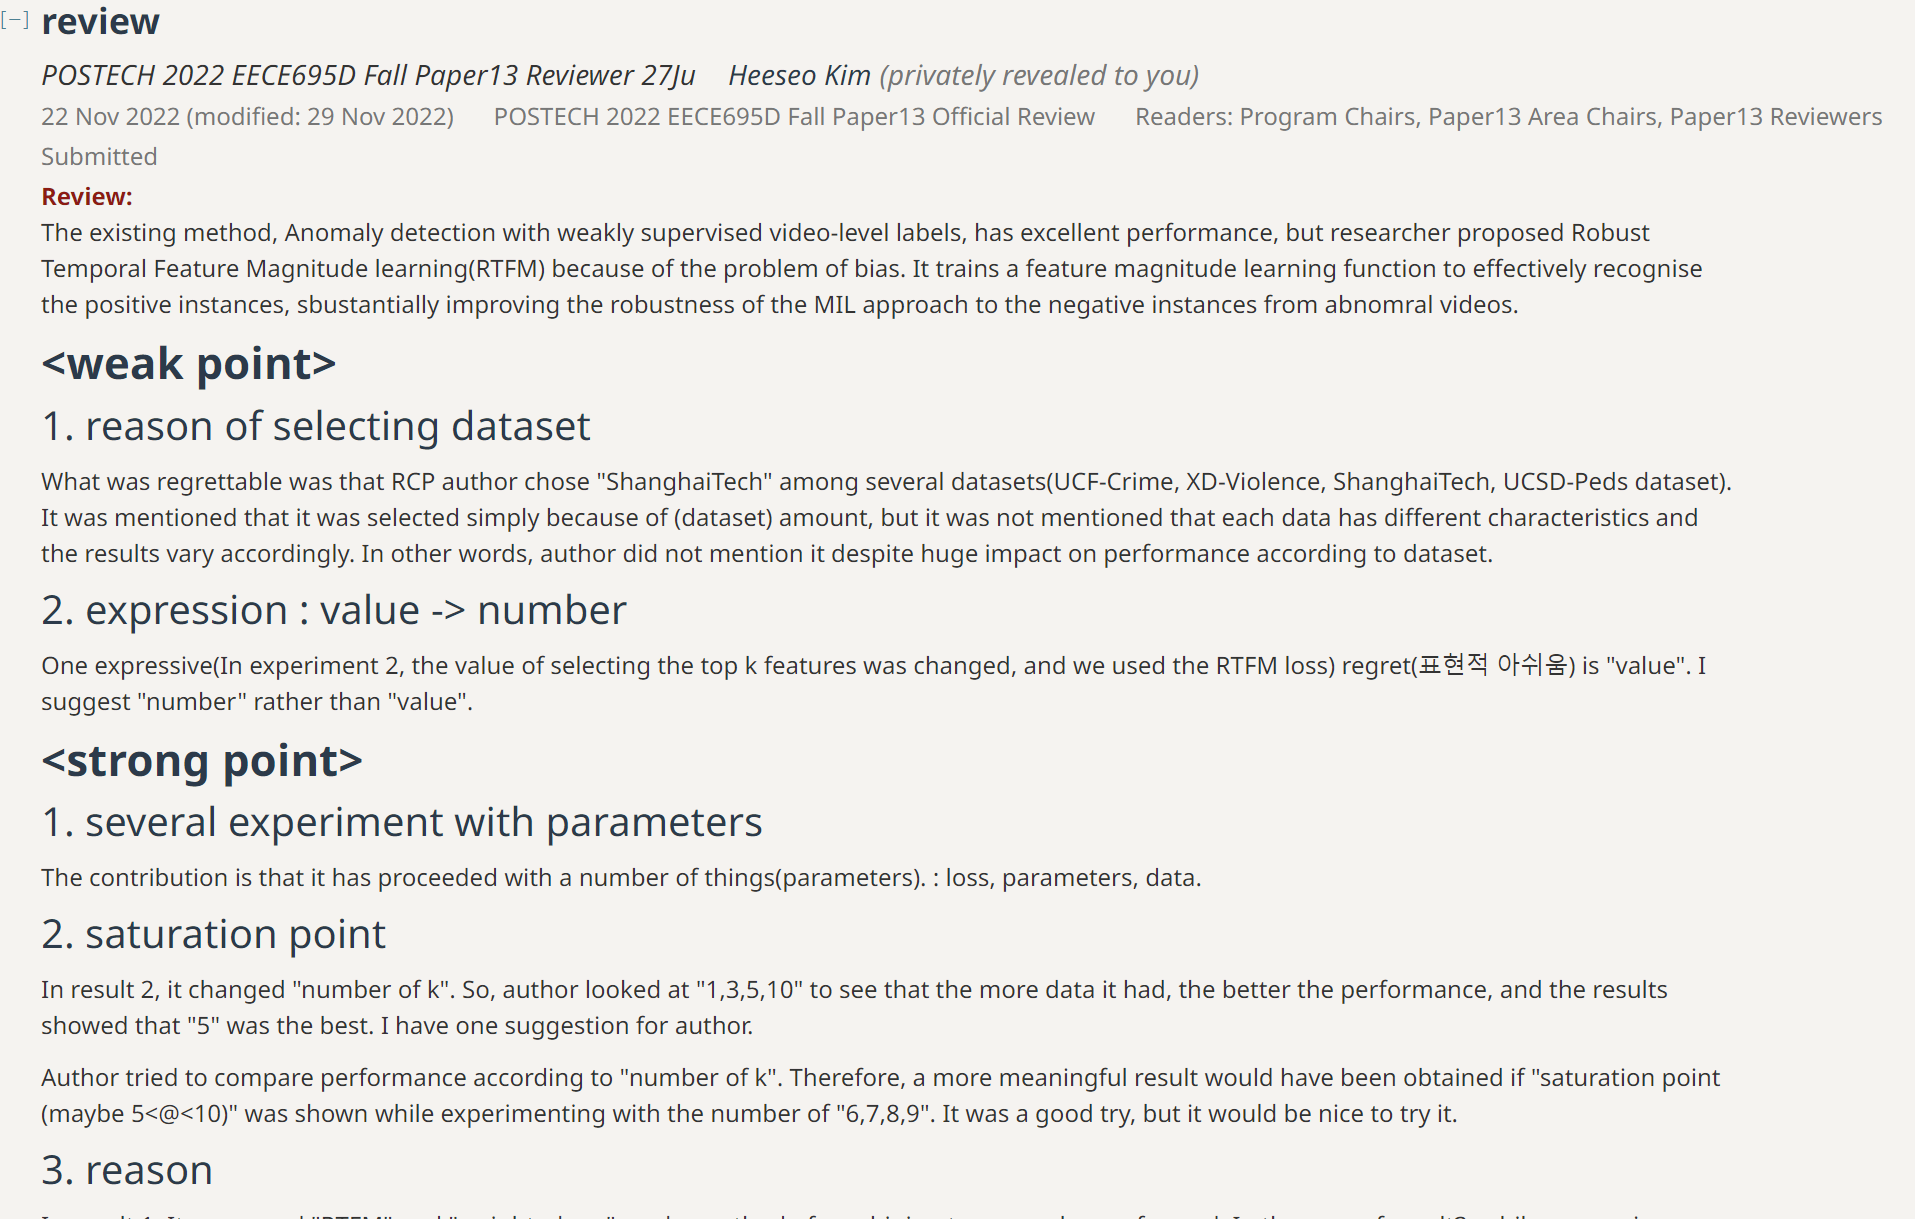 [−] review
POSTECH 2022 EECE695D Fall Paper13 Reviewer 27Ju Heeseo Kim (privately revealed to you)
22 Nov 2022 (modified: 29 Nov 2022) POSTECH 2022 EECE695D Fall Paper13 Official Review Readers: Program Chairs, Paper13 Area Chairs, Paper13 Reviewers
Submitted
Review:
The existing method, Anomaly detection with weakly supervised video-level labels, has excellent performance, but researcher proposed Robust
Temporal Feature Magnitude learning(RTFM) because of the problem of bias. It trains a feature magnitude learning function to effectively recognise
the positive instances, sbustantially improving the robustness of the MIL approach to the negative instances from abnomral videos.
<weak point>
1. reason of selecting dataset
What was regrettable was that RCP author chose "ShanghaiTech" among several datasets(UCF-Crime, XD-Violence, ShanghaiTech, UCSD-Peds dataset).
It was mentioned that it was selected simply because of (dataset) amount, but it was not mentioned that each data has different characteristics and
the results vary accordingly. In other words, author did not mention it despite huge impact on performance according to dataset.
2. expression : value -> number
One expressive(In experiment 2, the value of selecting the top k features was changed, and we used the RTFM loss) regret(표현적 아쉬움) is "value". I
suggest "number" rather than "value".
<strong point>
1. several experiment with parameters
The contribution is that it has proceeded with a number of things(parameters). : loss, parameters, data.
2. saturation point
In result 2, it changed "number of k". So, author looked at "1,3,5,10" to see that the more data it had, the better the performance, and the results
showed that "5" was the best. I have one suggestion for author.
Author tried to compare performance according to "number of k". Therefore, a more meaningful result would have been obtained if "saturation point
(maybe 5<@<10)" was shown while experimenting with the number of "6,7,8,9". It was a good try, but it would be nice to try it.
3. reason